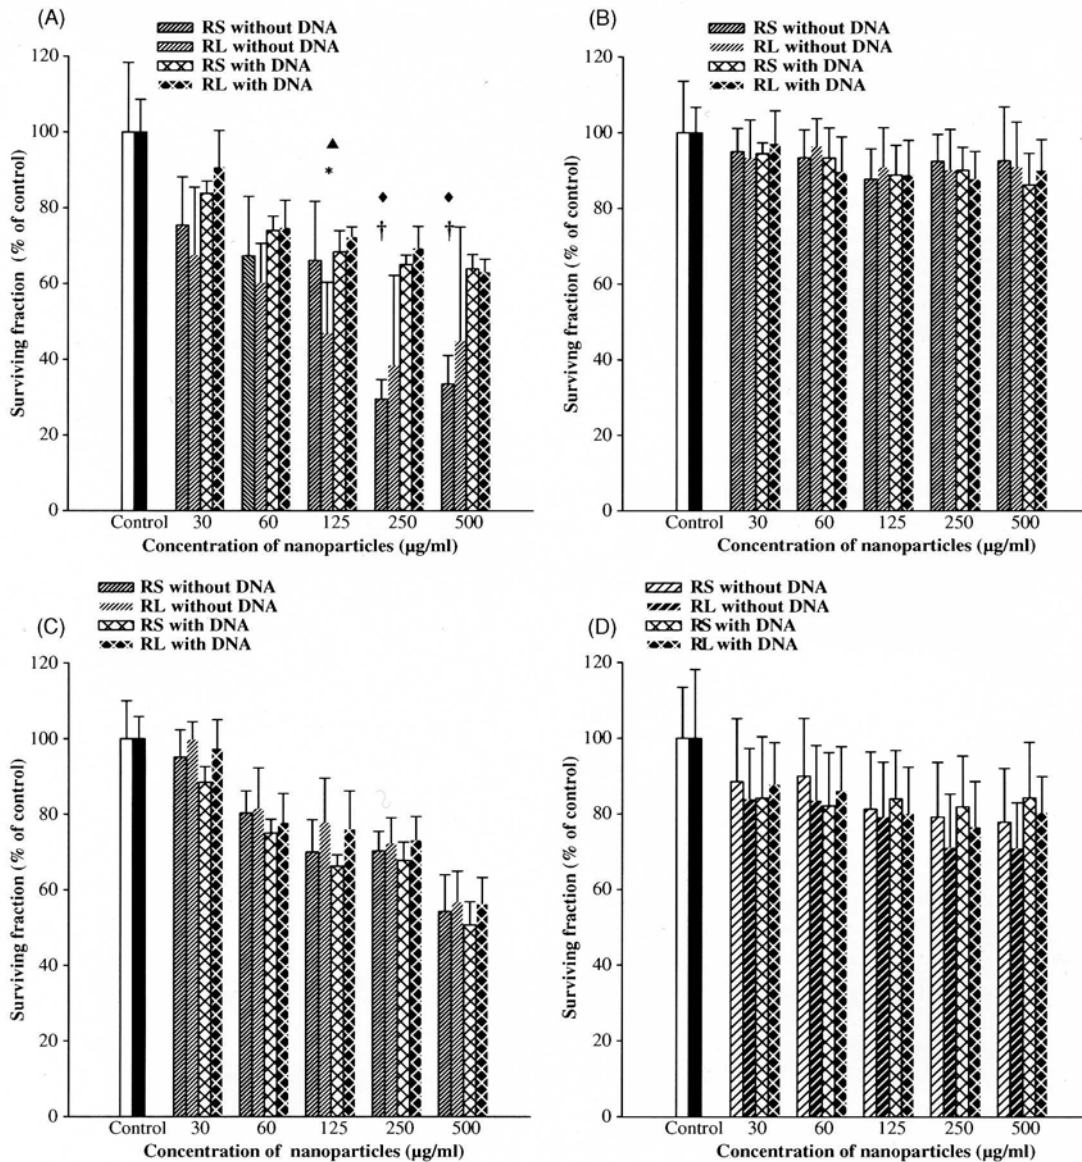 (A)
RS without DNA
RL without DNA
RS with DNA
RL with DNA
120
100
80
60
40
20
0
▲
*
♦
†
♦
†
Surviving fraction (% of control)
Control 30 60 125 250 500
Concentration of nanoparticles (µg/ml)
(B)
RS without DNA
RL without DNA
RS with DNA
RL with DNA
120
100
80
60
40
20
0
Surviving fraction (% of control)
Control 30 60 125 250 500
Concentration of nanoparticles (µg/ml)
(C)
RS without DNA
RL without DNA
RS with DNA
RL with DNA
120
100
80
60
40
20
0
Surviving fraction (% of control)
Control 30 60 125 250 500
Concentration of nanoparticles (µg/ml)
(D)
RS without DNA
RL without DNA
RS with DNA
RL with DNA
120
100
80
60
40
20
0
Surviving fraction (% of control)
Control 30 60 125 250 500
Concentration of nanoparticles (µg/ml)